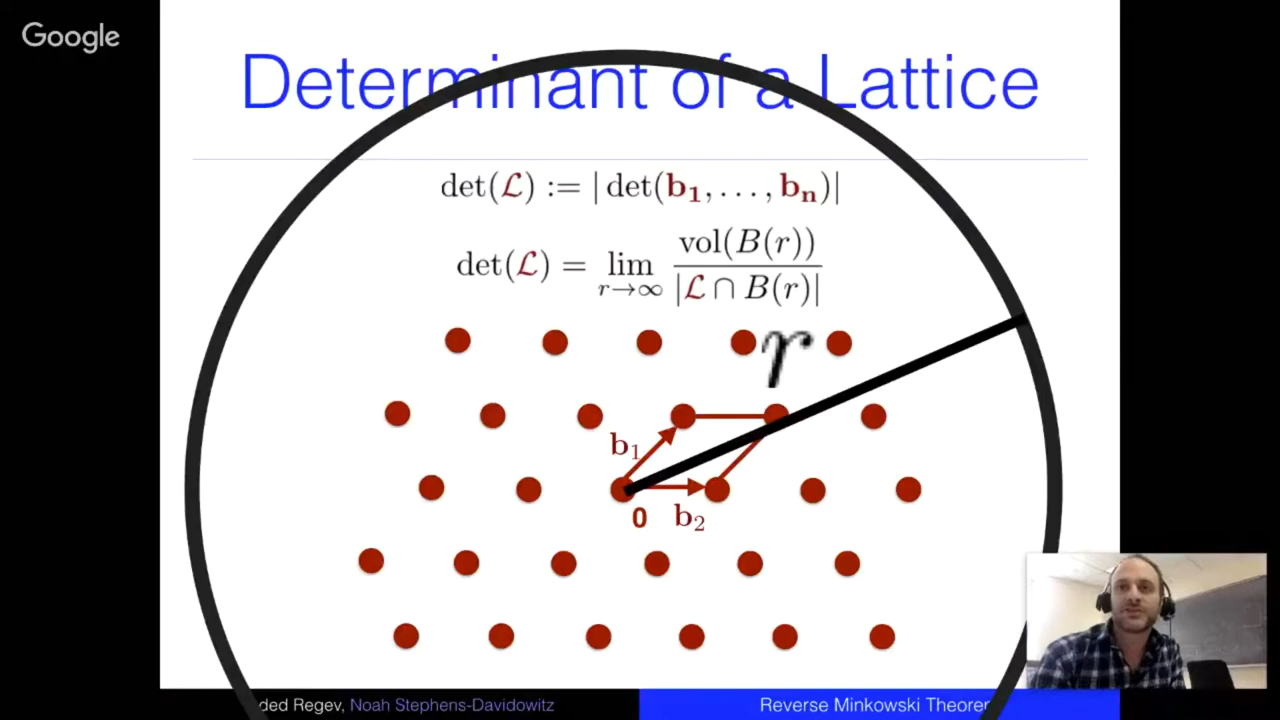 Google
Determinant of a Lattice
det(𝓛) := | det(b₁, . . . , bₙ)|
det(𝓛) = lim r→∞ vol(B(r)) / |𝓛 ∩ B(r)|
r
b₁
0
b₂
ded Regev, Noah Stephens-Davidowitz
Reverse Minkowski Theorem